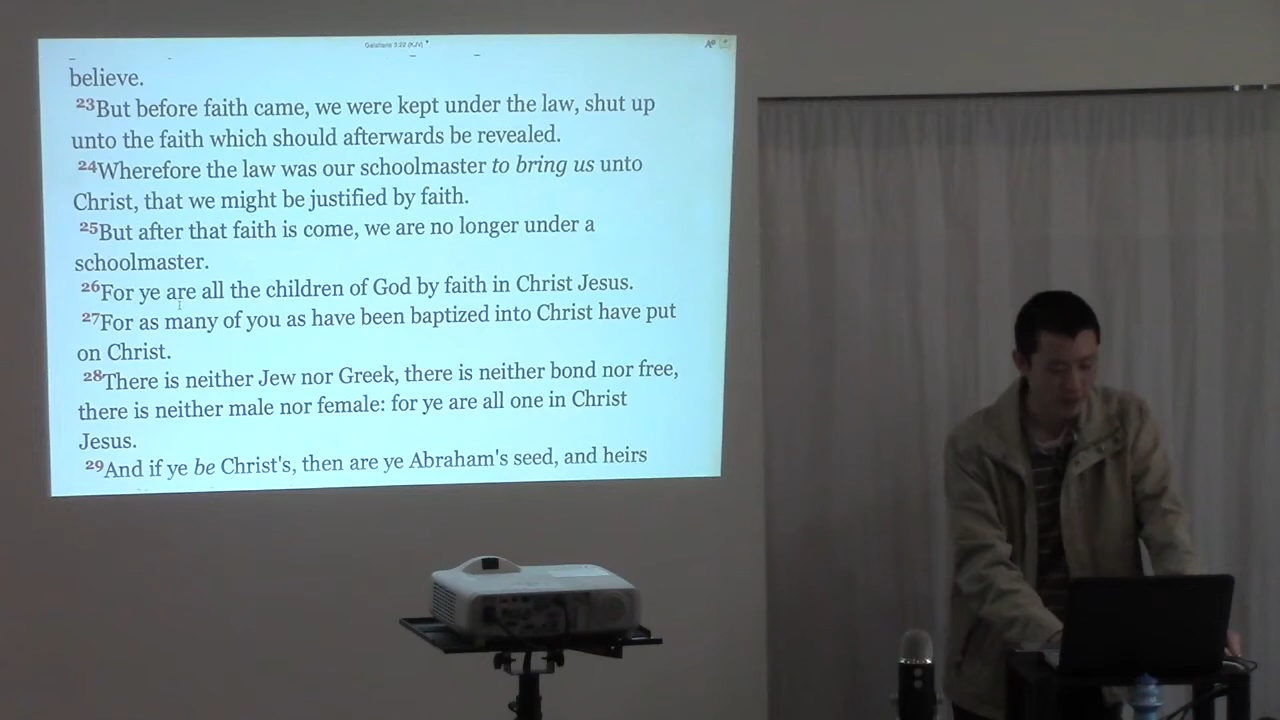 Galatians 3:22 (KJV)
believe.
23But before faith came, we were kept under the law, shut up
unto the faith which should afterwards be revealed.
24Wherefore the law was our schoolmaster to bring us unto
Christ, that we might be justified by faith.
25But after that faith is come, we are no longer under a
schoolmaster.
26For ye are all the children of God by faith in Christ Jesus.
27For as many of you as have been baptized into Christ have put
on Christ.
28There is neither Jew nor Greek, there is neither bond nor free,
there is neither male nor female: for ye are all one in Christ
Jesus.
29And if ye be Christ's, then are ye Abraham's seed, and heirs